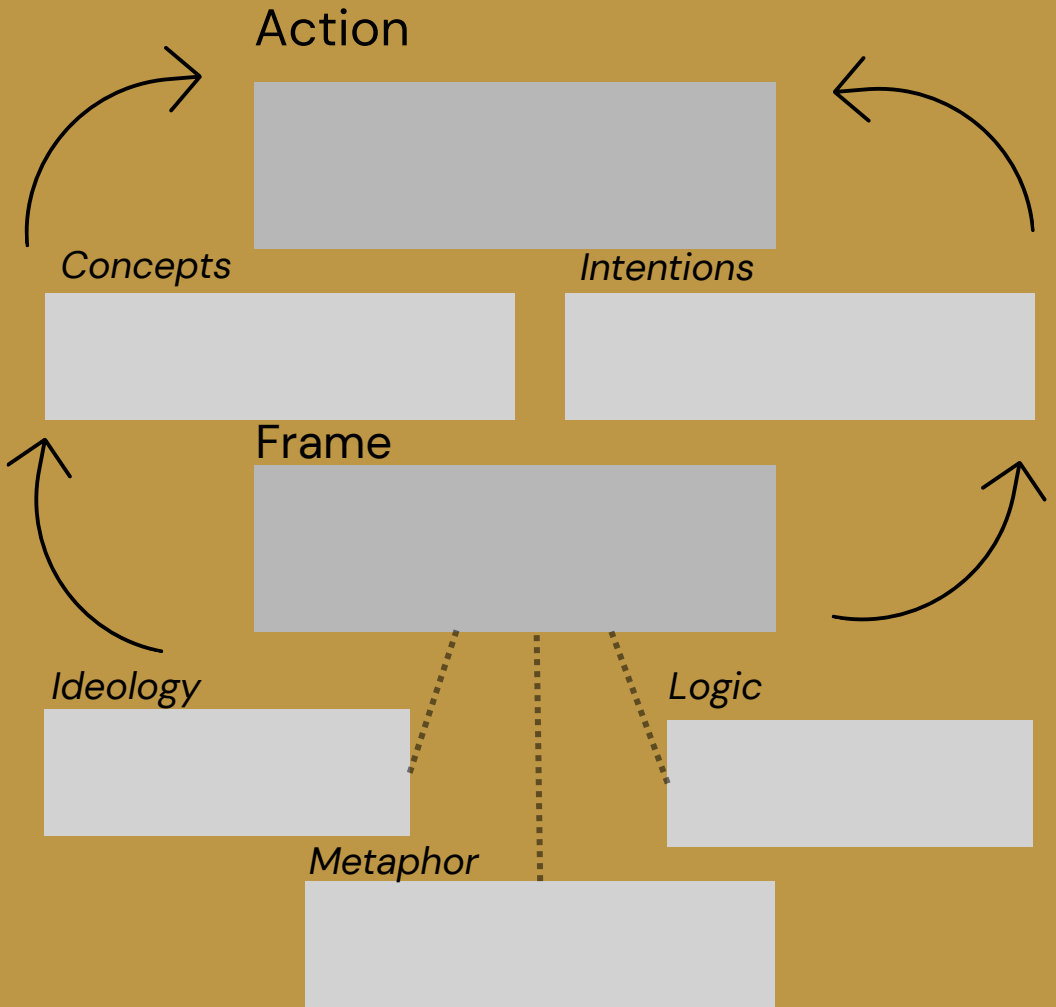 Action
Concepts
Intentions
Frame
Ideology
Logic
Metaphor